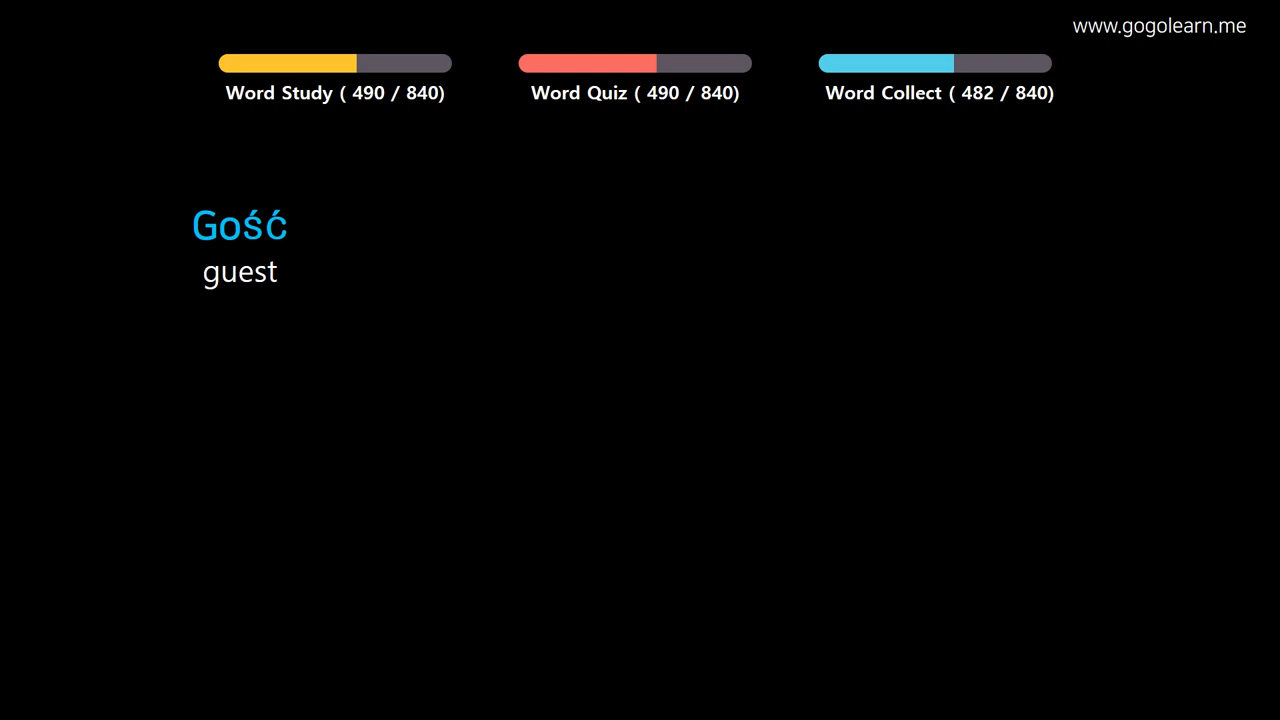 www.gogolearn.me
Word Study ( 490 / 840)
Word Quiz ( 490 / 840)
Word Collect ( 482 / 840)
Gość
guest